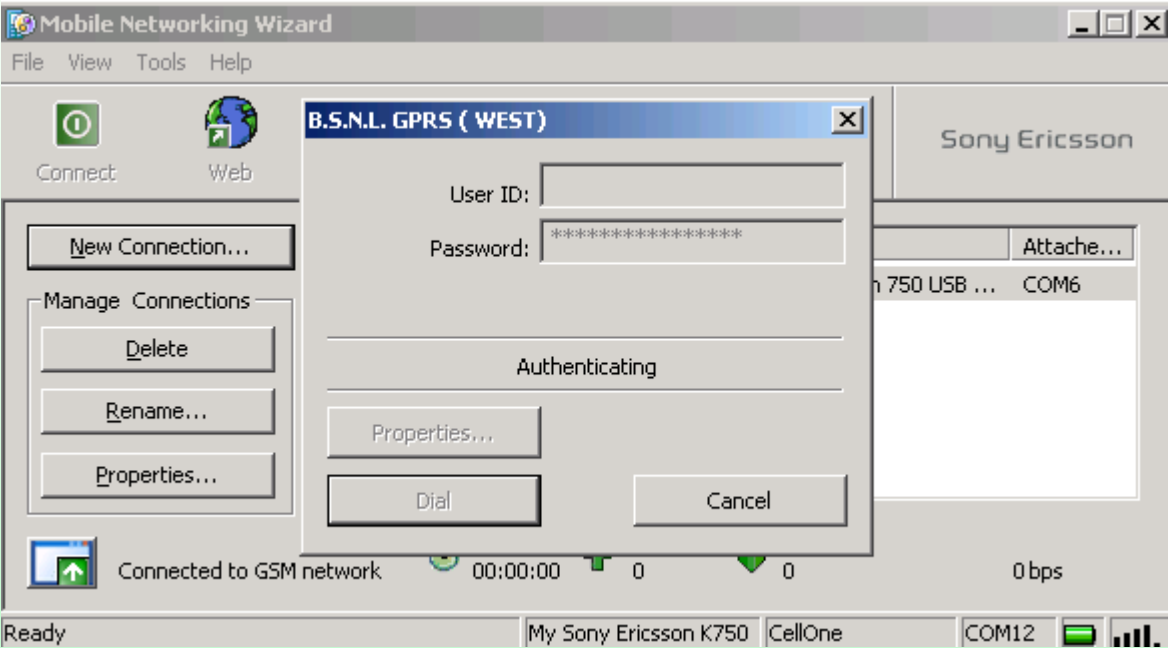 Mobile Networking Wizard
File View Tools Help
Connect Web
Sony Ericsson
B.S.N.L. GPRS ( WEST)
User ID:
Password: ****************
Authenticating
Properties...
Dial Cancel
New Connection...
Manage Connections
Delete
Rename...
Properties...
Attache...
750 USB ... COM6
Connected to GSM network 00:00:00 0 0 0 bps
Ready My Sony Ericsson K750 CellOne COM12